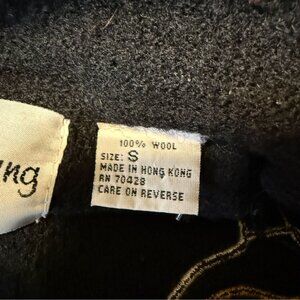 ng
100% WOOL
SIZE: S
MADE IN HONG KONG
RN 70428
CARE ON REVERSE